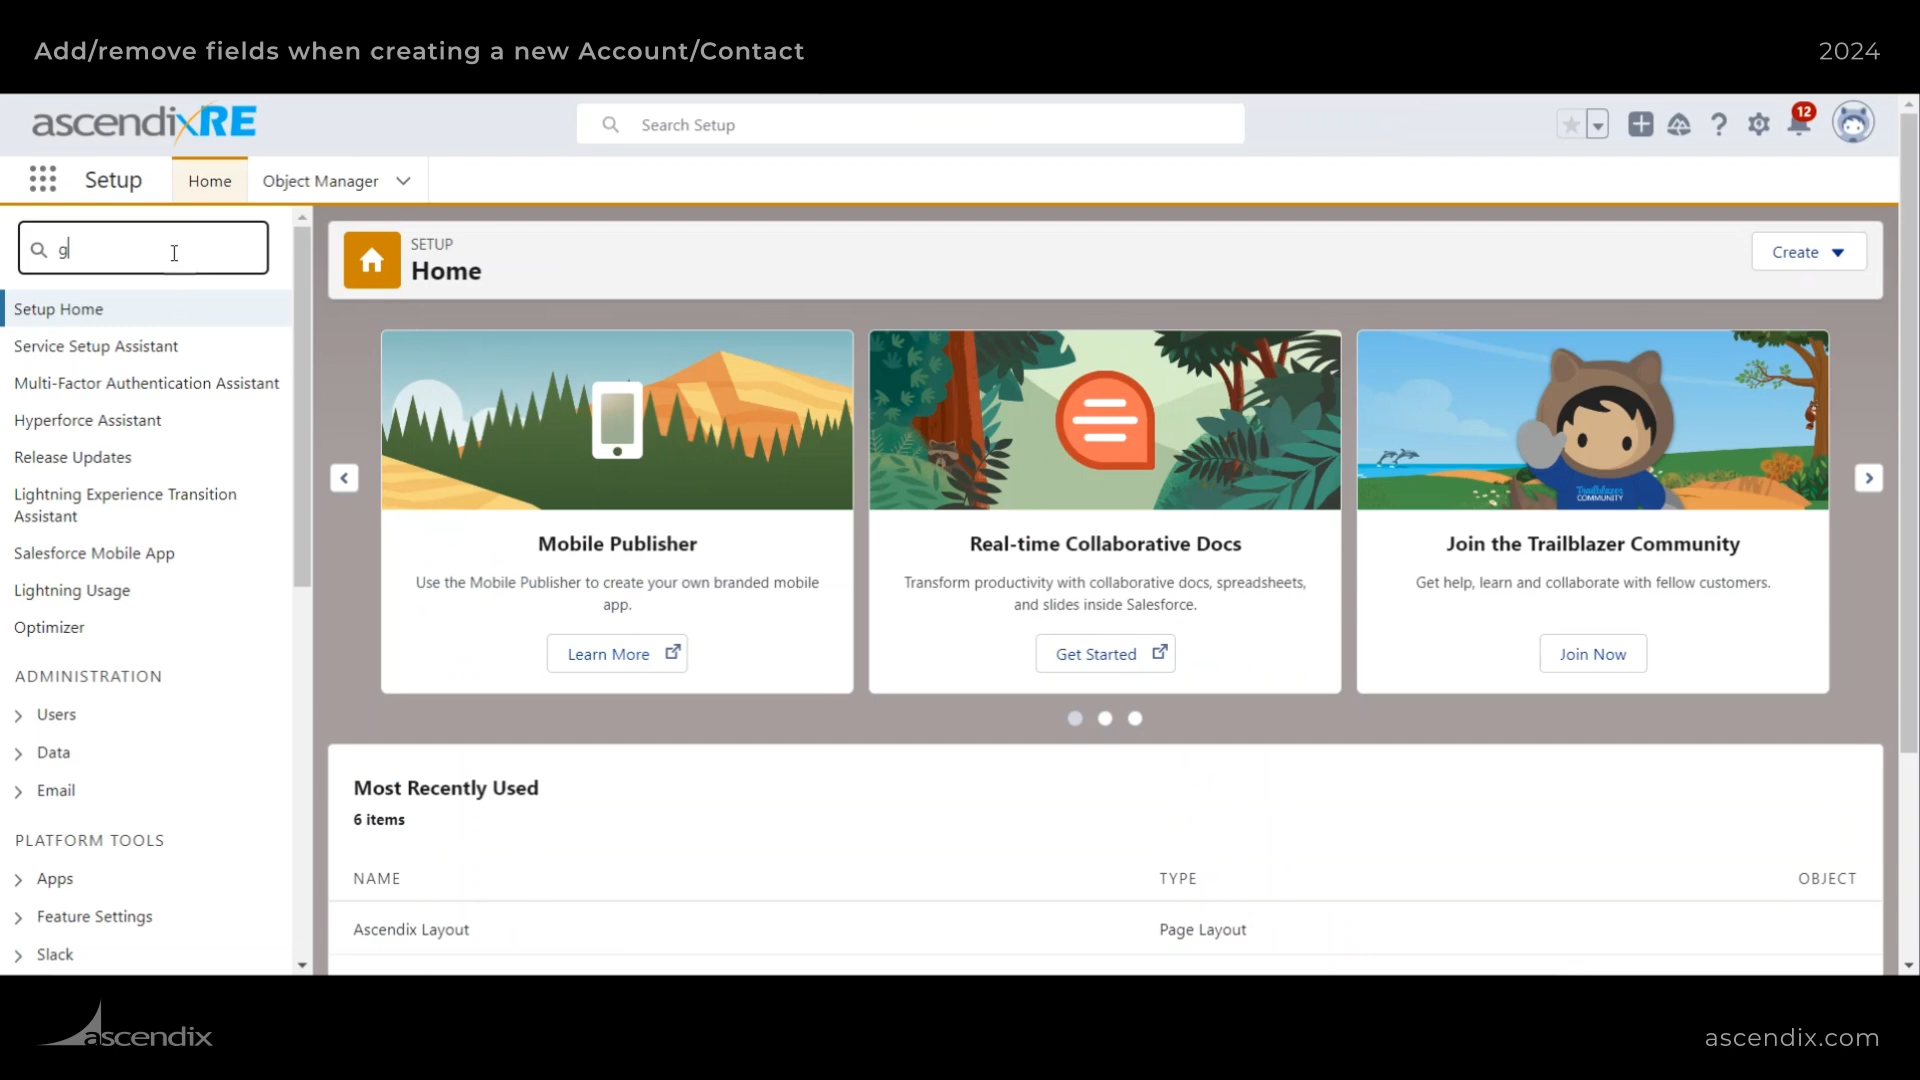 Add/remove fields when creating a new Account/Contact
2024
ascendixRE
Search Setup
12
Setup
Home
Object Manager
g
Setup Home
Service Setup Assistant
Multi-Factor Authentication Assistant
Hyperforce Assistant
Release Updates
Lightning Experience Transition
Assistant
Salesforce Mobile App
Lightning Usage
Optimizer
ADMINISTRATION
Users
Data
Email
PLATFORM TOOLS
Apps
Feature Settings
Slack
SETUP
Home
Create
Mobile Publisher
Use the Mobile Publisher to create your own branded mobile
app.
Learn More
Real-time Collaborative Docs
Transform productivity with collaborative docs, spreadsheets,
and slides inside Salesforce.
Get Started
Trailblazer
COMMUNITY
Join the Trailblazer Community
Get help, learn and collaborate with fellow customers.
Join Now
Most Recently Used
6 items
NAME
TYPE
OBJECT
Ascendix Layout
Page Layout
ascendix
ascendix.com